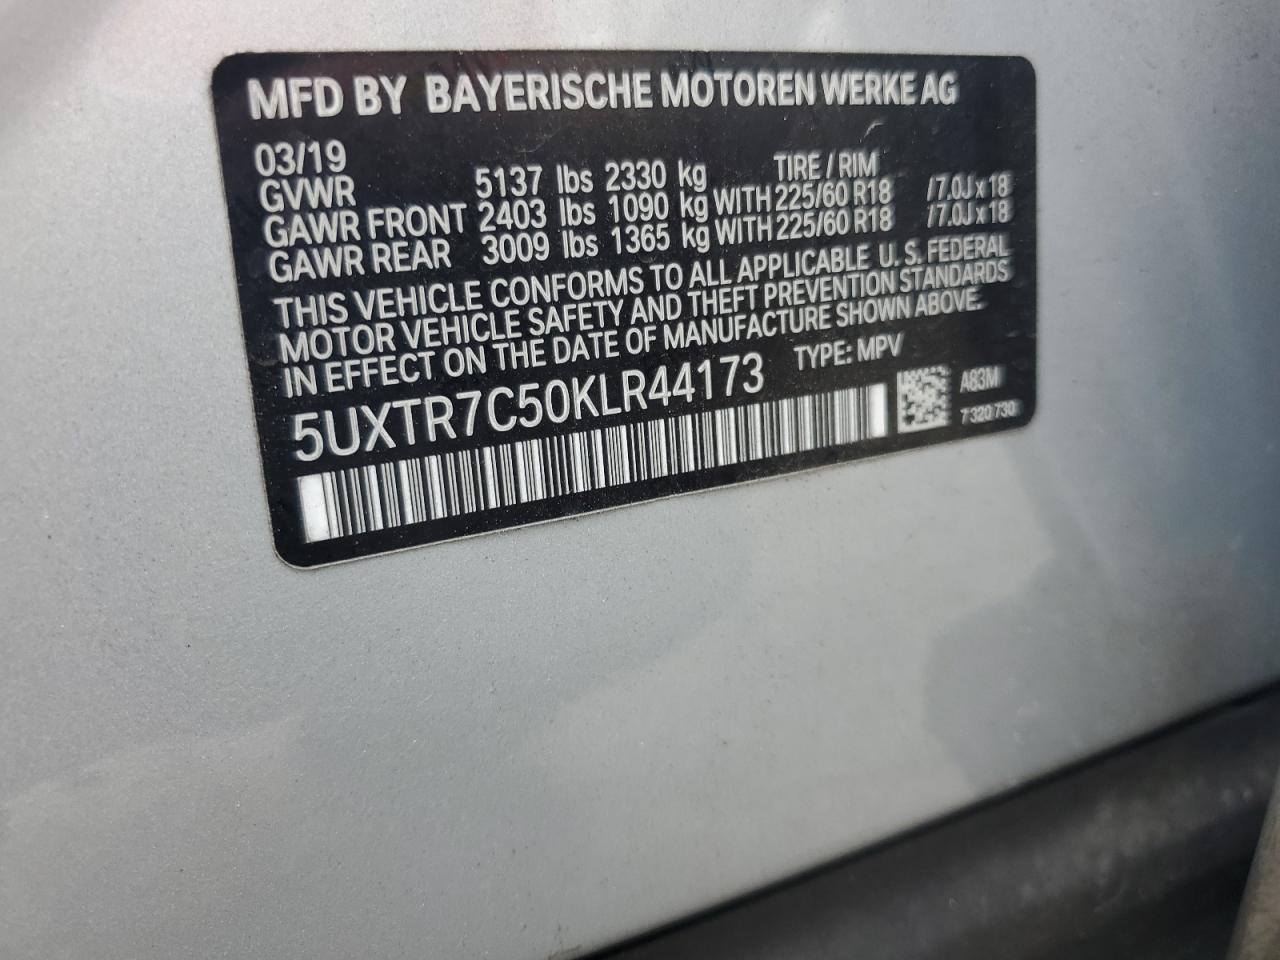 MFD BY BAYERISCHE MOTOREN WERKE AG
03/19 TIRE / RIM
GVWR 5137 lbs 2330 kg
GAWR FRONT 2403 lbs 1090 kg WITH 225/60 R18 /7.0J x 18
GAWR REAR 3009 lbs 1365 kg WITH 225/60 R18 /7.0J x 18
THIS VEHICLE CONFORMS TO ALL APPLICABLE U.S. FEDERAL
MOTOR VEHICLE SAFETY AND THEFT PREVENTION STANDARDS
IN EFFECT ON THE DATE OF MANUFACTURE SHOWN ABOVE.
5UXTR7C50KLR44173 TYPE: MPV
A83M
7 320 730